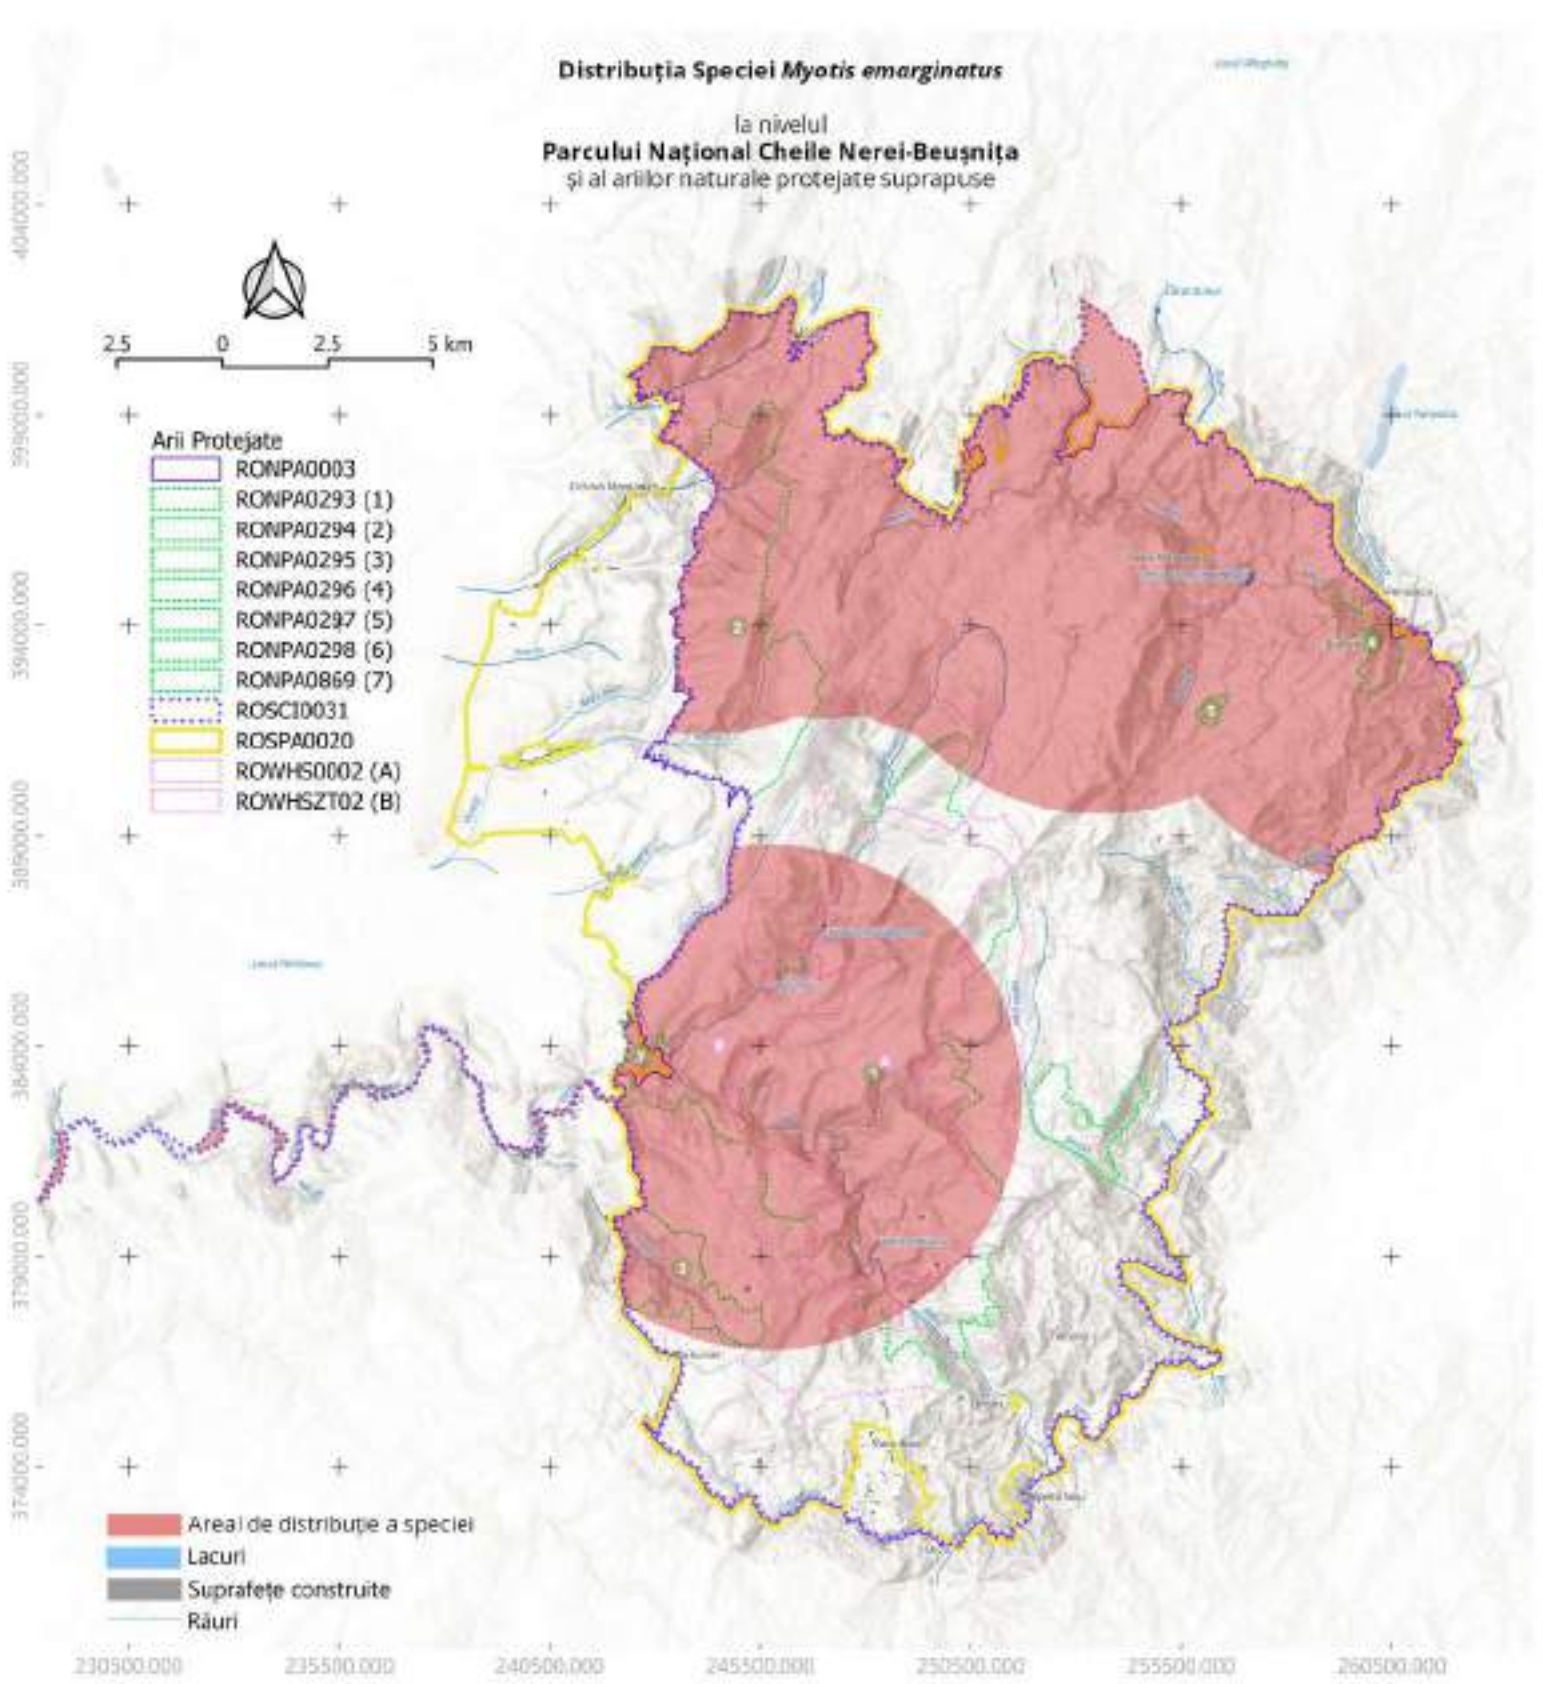 Distribuția Speciei Myotis emarginatus
la nivelul
Parcului Național Cheile Nerei-Beușnița
și al ariilor naturale protejate suprapuse
404000.000
399000.000
394000.000
389000.000
384000.000
379000.000
374000.000
2.5 0 2.5 5 km
Arii Protejate
RONPA0003
RONPA0293 (1)
RONPA0294 (2)
RONPA0295 (3)
RONPA0296 (4)
RONPA0297 (5)
RONPA0298 (6)
RONPA0869 (7)
ROSCI0031
ROSPA0020
ROWHS0002 (A)
ROWHSZT02 (B)
Areal de distribuție a speciei
Lacuri
Suprafețe construite
Râuri
230500.000 235500.000 240500.000 245500.000 250500.000 255500.000 260500.000